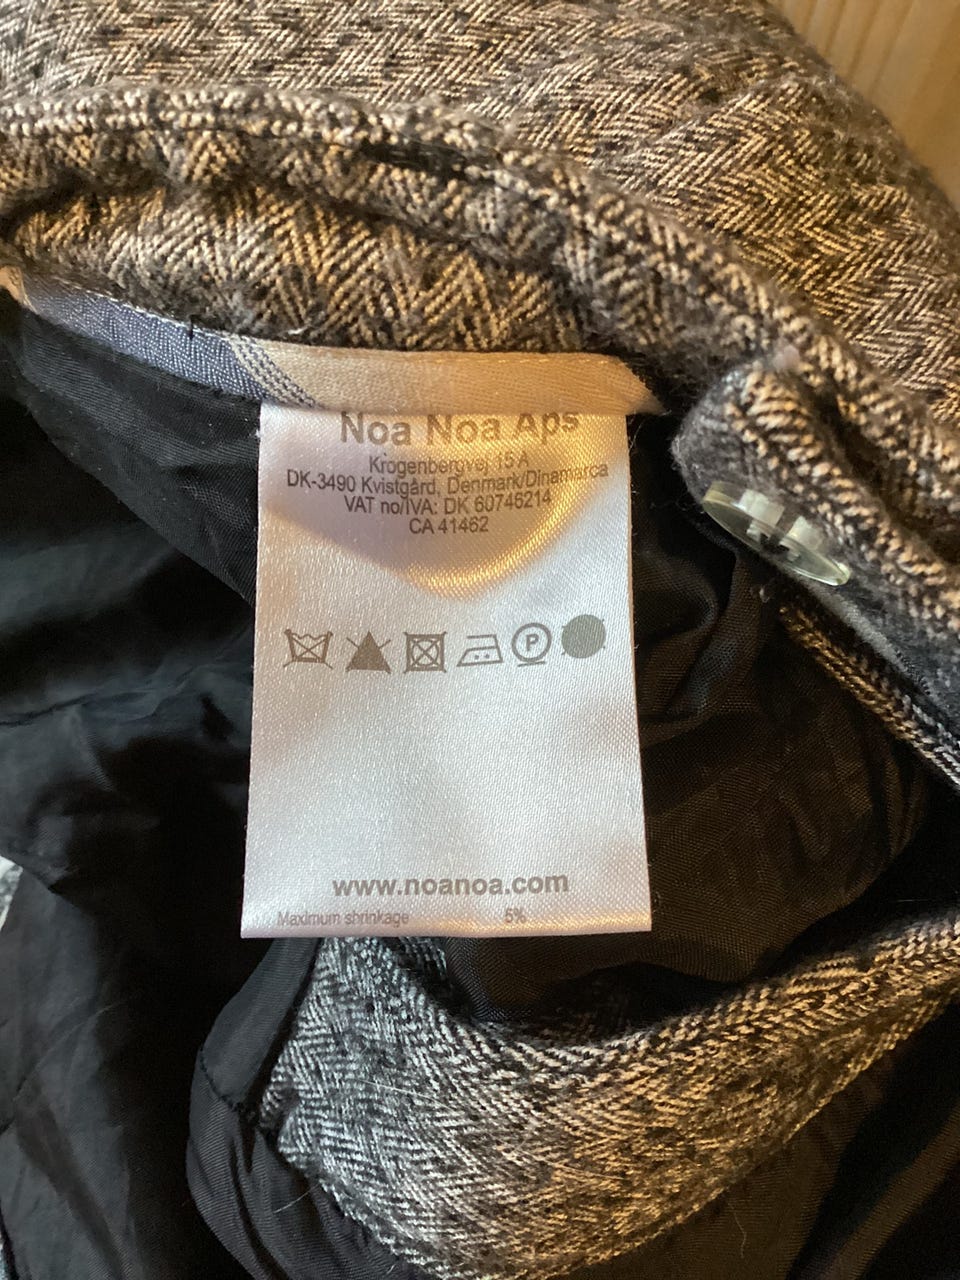 Noa Noa Aps
Krogenbergvej 15 A
DK-3490 Kvistgård, Denmark/Dinamarca
VAT no/IVA: DK 60746214
CA 41462
P
www.noanoa.com
Maximum shrinkage 5%